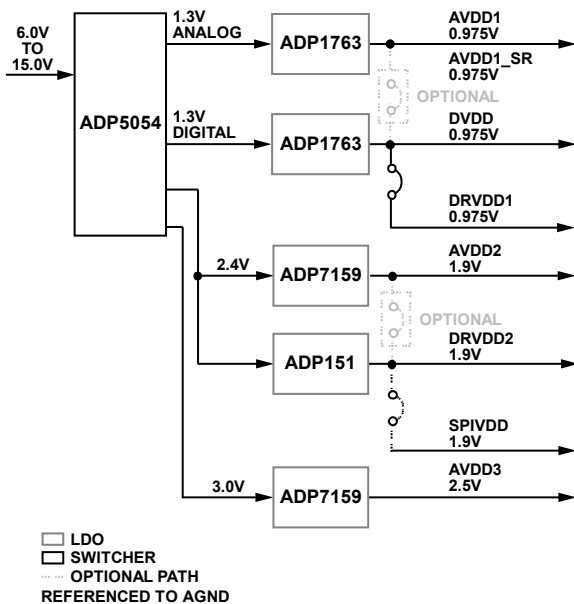 6.0V
TO
15.0V
ADP5054
1.3V
ANALOG
ADP1763
AVDD1
0.975V
AVDD1_SR
0.975V
OPTIONAL
1.3V
DIGITAL
ADP1763
DVDD
0.975V
DRVDD1
0.975V
2.4V
ADP7159
AVDD2
1.9V
OPTIONAL
ADP151
DRVDD2
1.9V
SPIVDD
1.9V
3.0V
ADP7159
AVDD3
2.5V
LDO
SWITCHER
OPTIONAL PATH
REFERENCED TO AGND